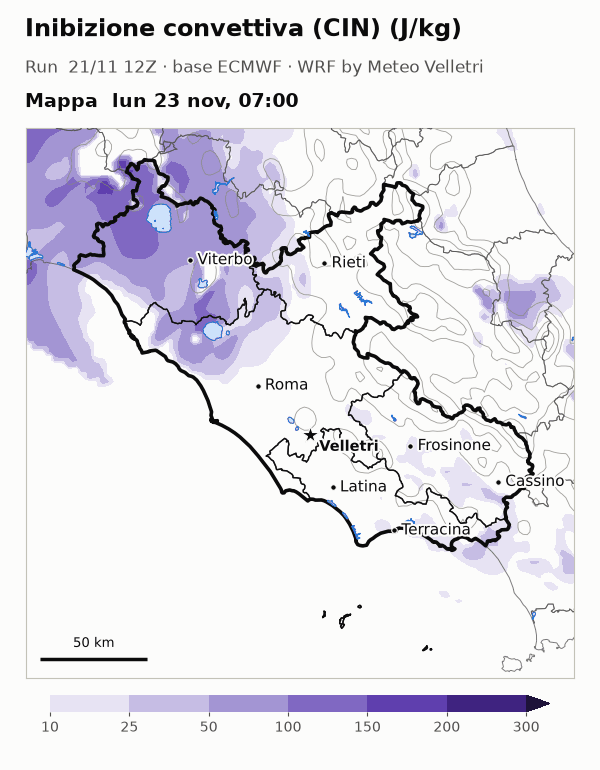 Inibizione convettiva (CIN) (J/kg)
Run  21/11 12Z · base ECMWF · WRF by Meteo Velletri
Mappa  lun 23 nov, 07:00
Viterbo
Rieti
Roma
Velletri
Frosinone
Cassino
Latina
Terracina
50 km
10 25 50 100 150 200 300